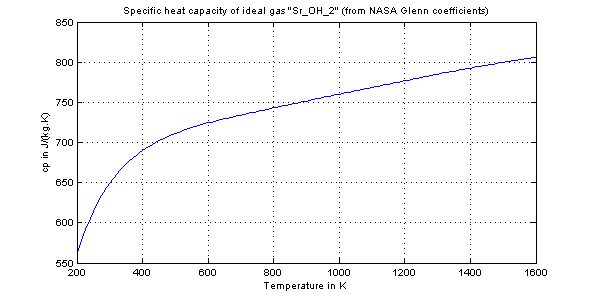 Specific heat capacity of ideal gas "Sr_OH_2" (from NASA Glenn coefficients)
cp in J/(kg.K)
850
800
750
700
650
600
550
200 400 600 800 1000 1200 1400 1600
Temperature in K